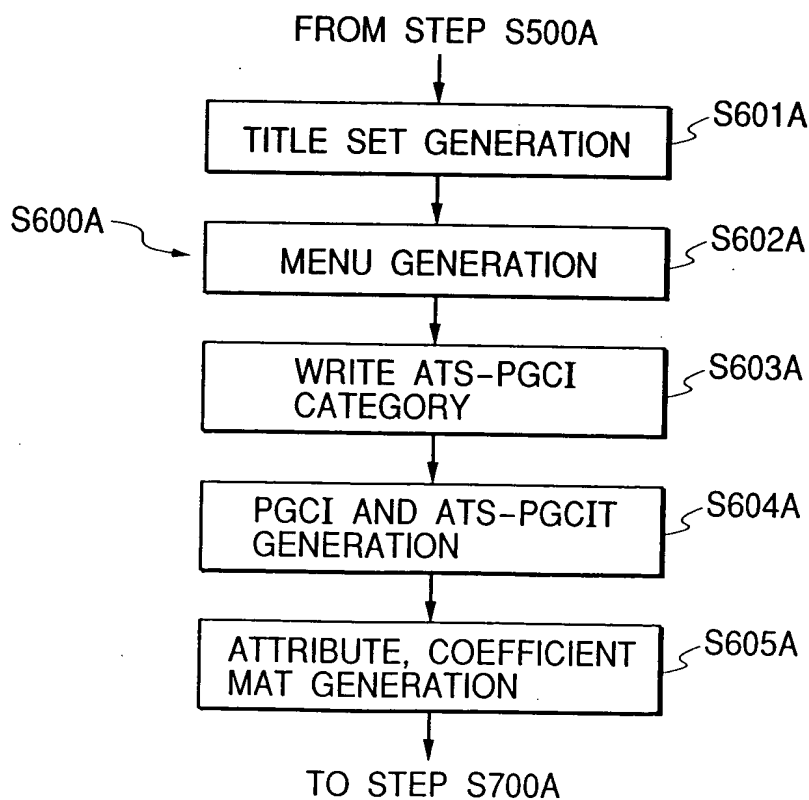 FROM STEP S500A
S601A
TITLE SET GENERATION
S600A
S602A
MENU GENERATION
S603A
WRITE ATS-PGCI
CATEGORY
S604A
PGCI AND ATS-PGCIT
GENERATION
S605A
ATTRIBUTE, COEFFICIENT
MAT GENERATION
TO STEP S700A